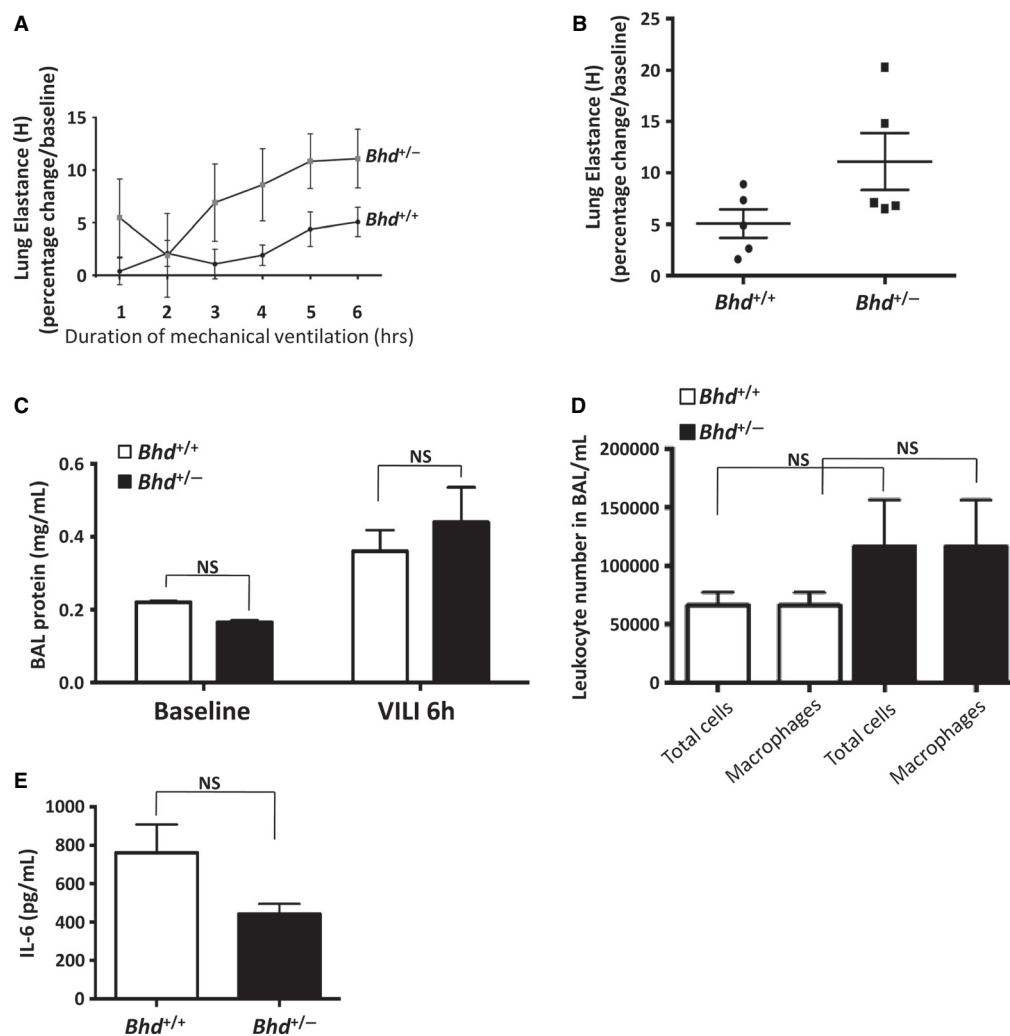 A
Lung Elastance (H)
(percentage change/baseline)
15
10
5
0
Bhd+/−
Bhd+/+
1 2 3 4 5 6
Duration of mechanical ventilation (hrs)
B
Lung Elastance (H)
(percentage change/baseline)
25
20
15
10
5
0
Bhd+/+ Bhd+/−
C
Bhd+/+
Bhd+/−
BAL protein (mg/mL)
0.6
0.4
0.2
0.0
NS
NS
Baseline VILI 6h
D
Bhd+/+
Bhd+/−
Leukocyte number in BAL/mL
200000
150000
100000
50000
0
NS NS
Total cells
Macrophages
Total cells
Macrophages
E
NS
IL-6 (pg/mL)
1000
800
600
400
200
0
Bhd+/+ Bhd+/−